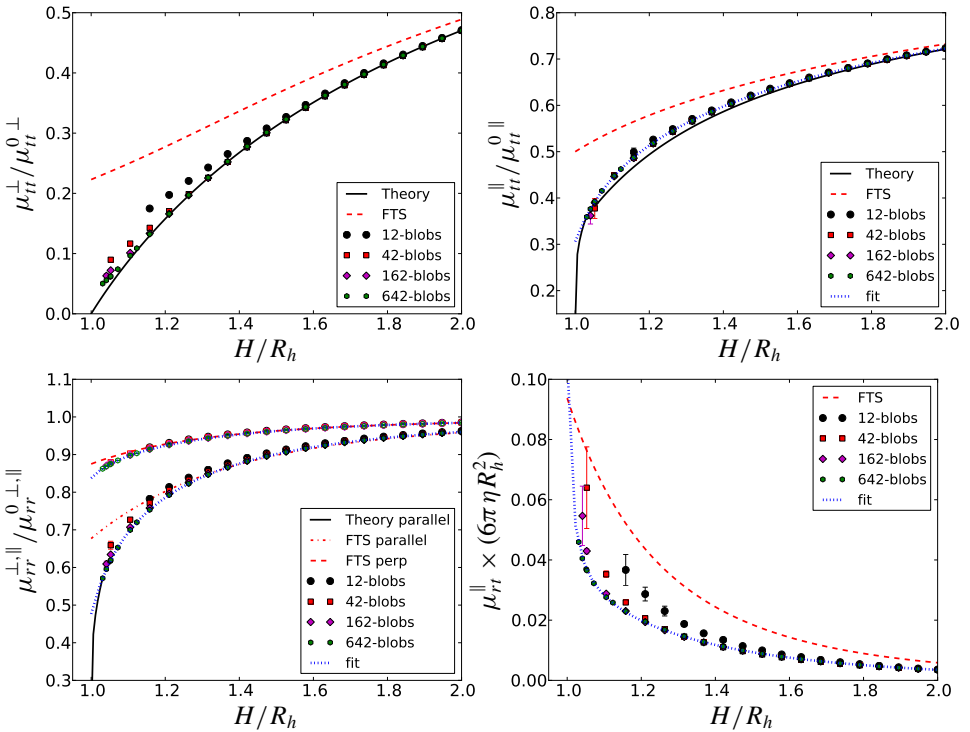 0.5
0.4
0.3
0.2
0.1
0.0
1.0 1.2 1.4 1.6 1.8 2.0
H/R_h
μ_tt^⊥/μ_tt^{0 ⊥}
Theory
FTS
12-blobs
42-blobs
162-blobs
642-blobs
0.8
0.7
0.6
0.5
0.4
0.3
0.2
1.0 1.2 1.4 1.6 1.8 2.0
H/R_h
μ_tt^∥/μ_tt^{0 ∥}
Theory
FTS
12-blobs
42-blobs
162-blobs
642-blobs
fit
1.1
1.0
0.9
0.8
0.7
0.6
0.5
0.4
0.3
1.0 1.2 1.4 1.6 1.8 2.0
H/R_h
μ_rr^{⊥,∥}/μ_rr^{0 ⊥,∥}
Theory parallel
FTS parallel
FTS perp
12-blobs
42-blobs
162-blobs
642-blobs
fit
0.10
0.08
0.06
0.04
0.02
0.00
1.0 1.2 1.4 1.6 1.8 2.0
H/R_h
μ_rt^∥ × (6π ηR_h^2)
FTS
12-blobs
42-blobs
162-blobs
642-blobs
fit